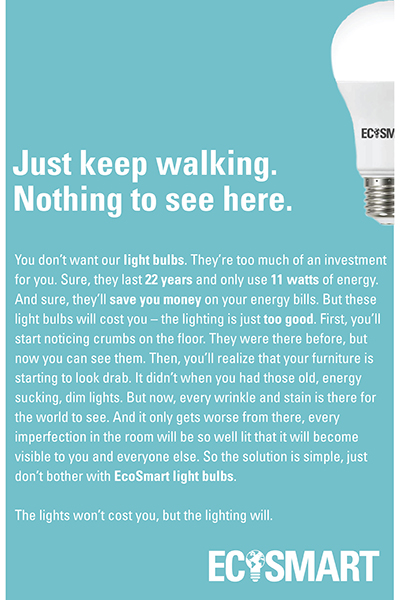 ECOSM
Just keep walking.
Nothing to see here.
You don't want our light bulbs. They're too much of an investment
for you. Sure, they last 22 years and only use 11 watts of energy.
And sure, they'll save you money on your energy bills. But these
light bulbs will cost you – the lighting is just too good. First, you'll
start noticing crumbs on the floor. They were there before, but
now you can see them. Then, you'll realize that your furniture is
starting to look drab. It didn't when you had those old, energy
sucking, dim lights. But now, every wrinkle and stain is there for
the world to see. And it only gets worse from there, every
imperfection in the room will be so well lit that it will become
visible to you and everyone else. So the solution is simple, just
don't bother with EcoSmart light bulbs.
The lights won't cost you, but the lighting will.
ECOSMART